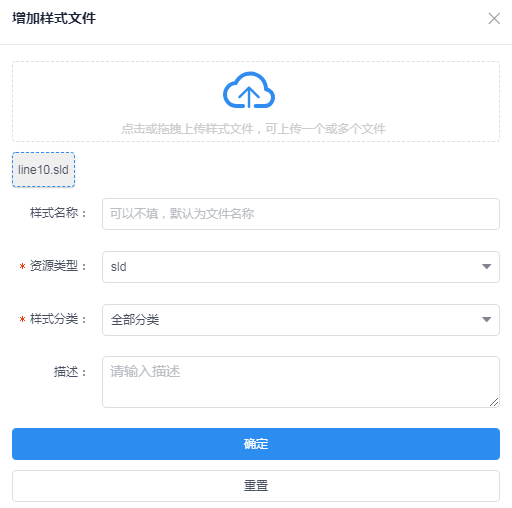 增加样式文件
点击或拖拽上传样式文件，可上传一个或多个文件
line10.sld
样式名称：
可以不填，默认为文件名称
* 资源类型：
sld
* 样式分类：
全部分类
描述：
请输入描述
确定
重置